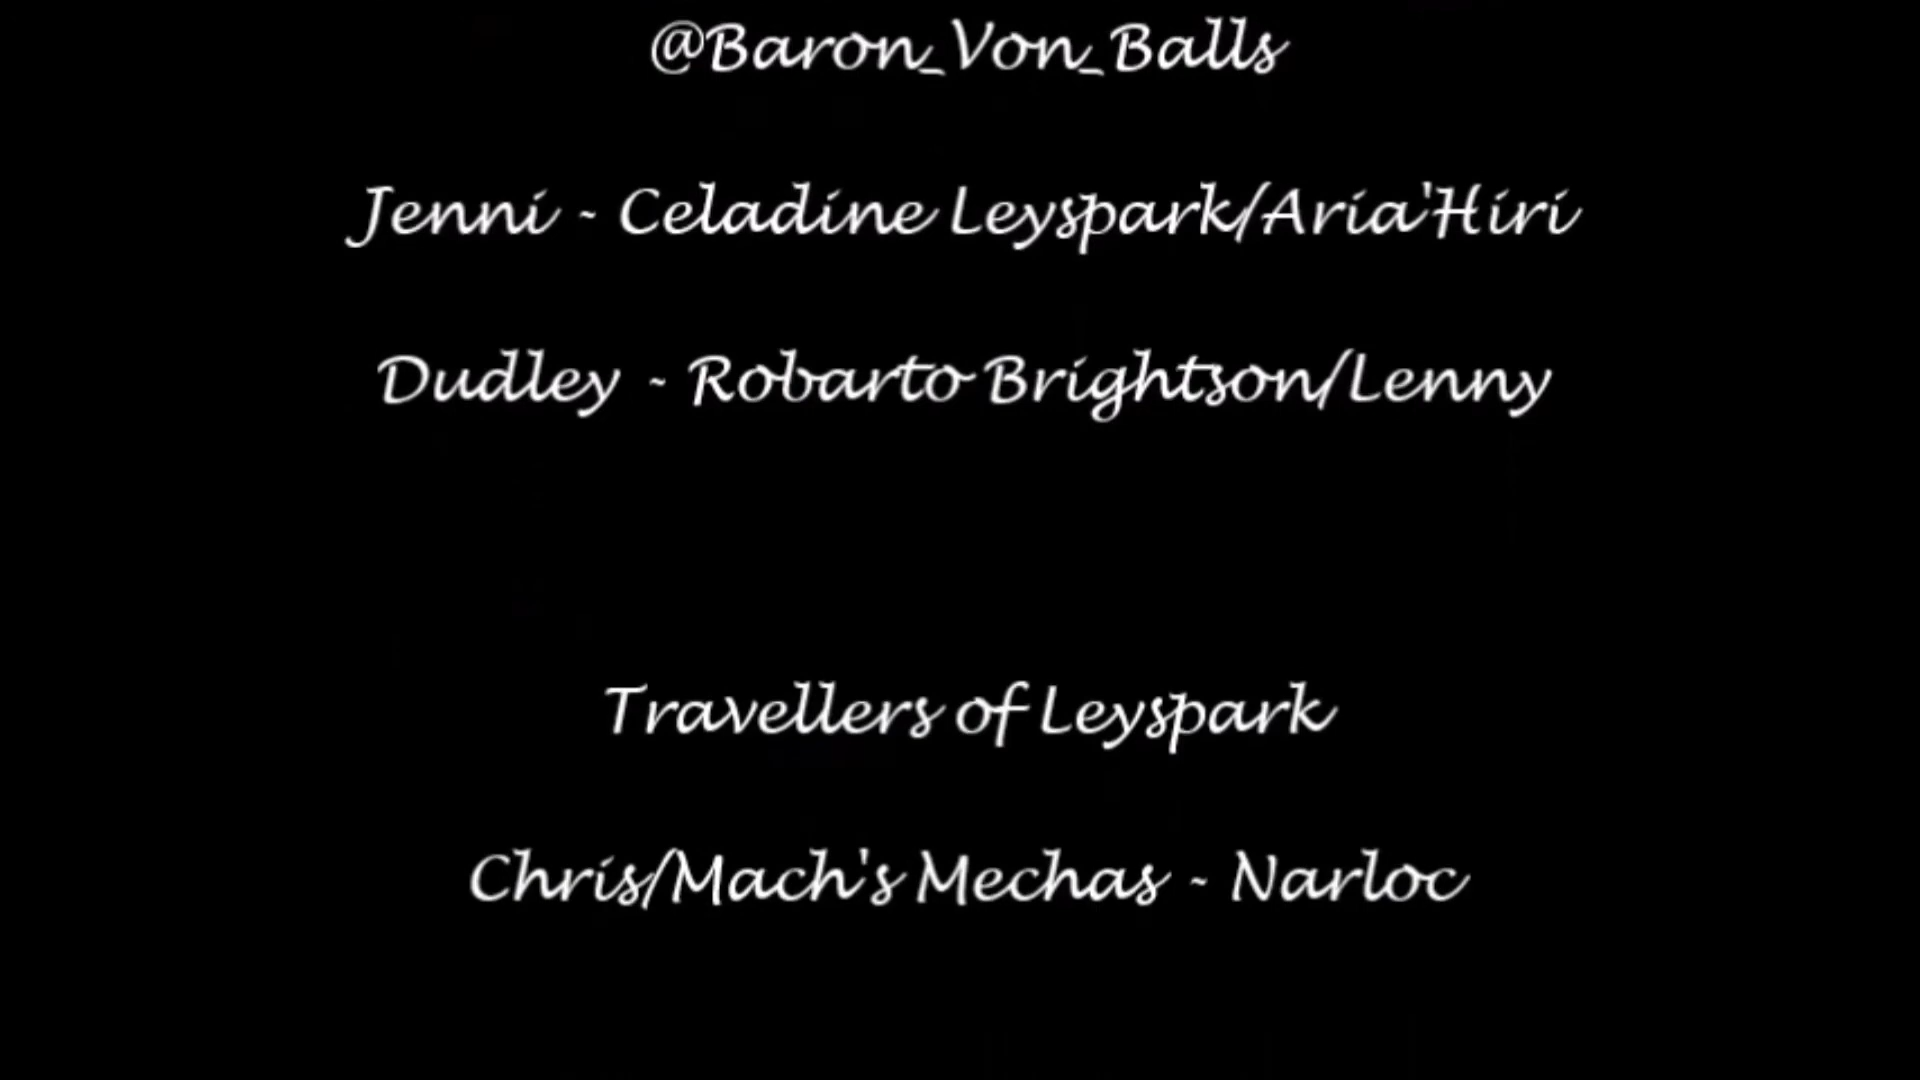 @Baron_Von_Balls
Jenni - Celadine Leyspark/Aria'Hiri
Dudley - Robarto Brightson/Lenny
Travellers of Leyspark
Chris/Mach's Mechas - Narloc